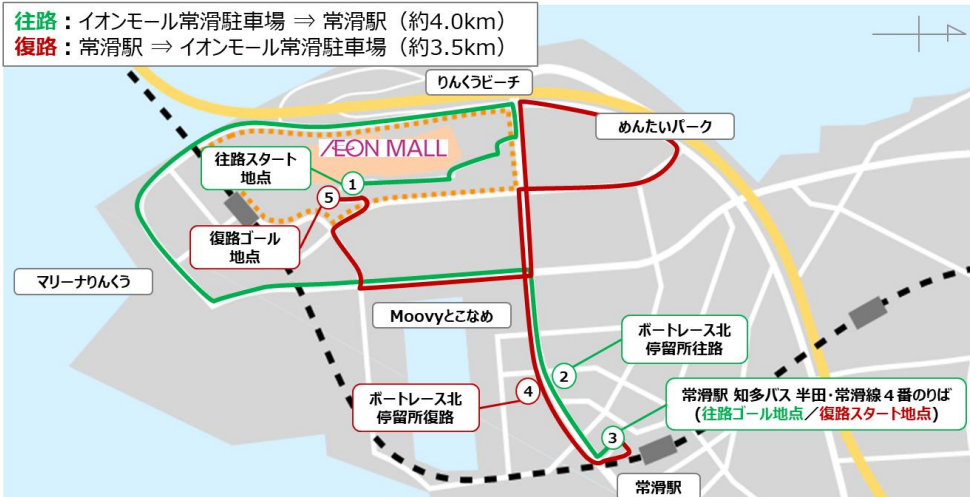 往路：イオンモール常滑駐車場 ⇒ 常滑駅（約4.0km）
復路：常滑駅 ⇒ イオンモール常滑駐車場（約3.5km）
りんくうビーチ
めんたいパーク
ÆON MALL
往路スタート
地点
1
5
復路ゴール
地点
マリーナりんくう
Moovyとこなめ
ボートレース北
停留所往路
2
4
ボートレース北
停留所復路
常滑駅 知多バス 半田・常滑線４番のりば
(往路ゴール地点／復路スタート地点)
3
常滑駅